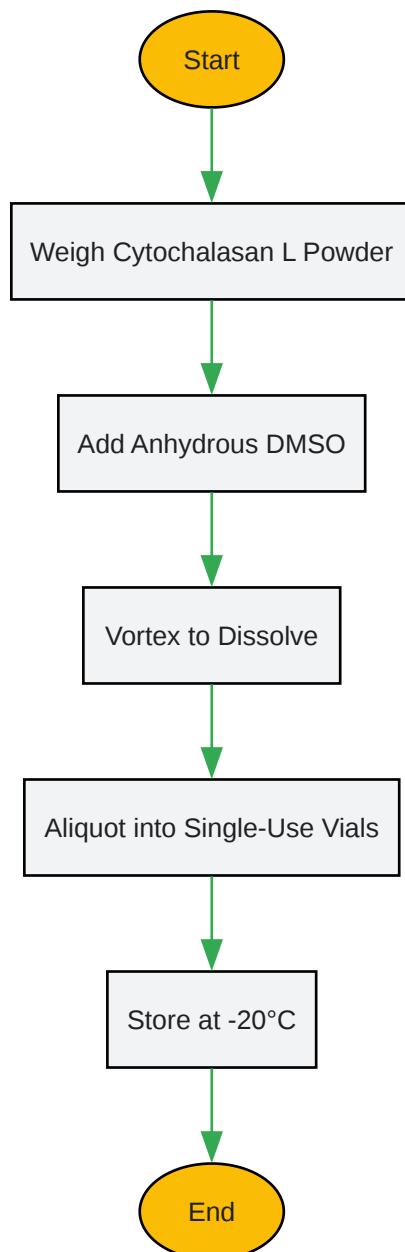 Start
Weigh Cytochalasan L Powder
Add Anhydrous DMSO
Vortex to Dissolve
Aliquot into Single-Use Vials
Store at -20°C
End